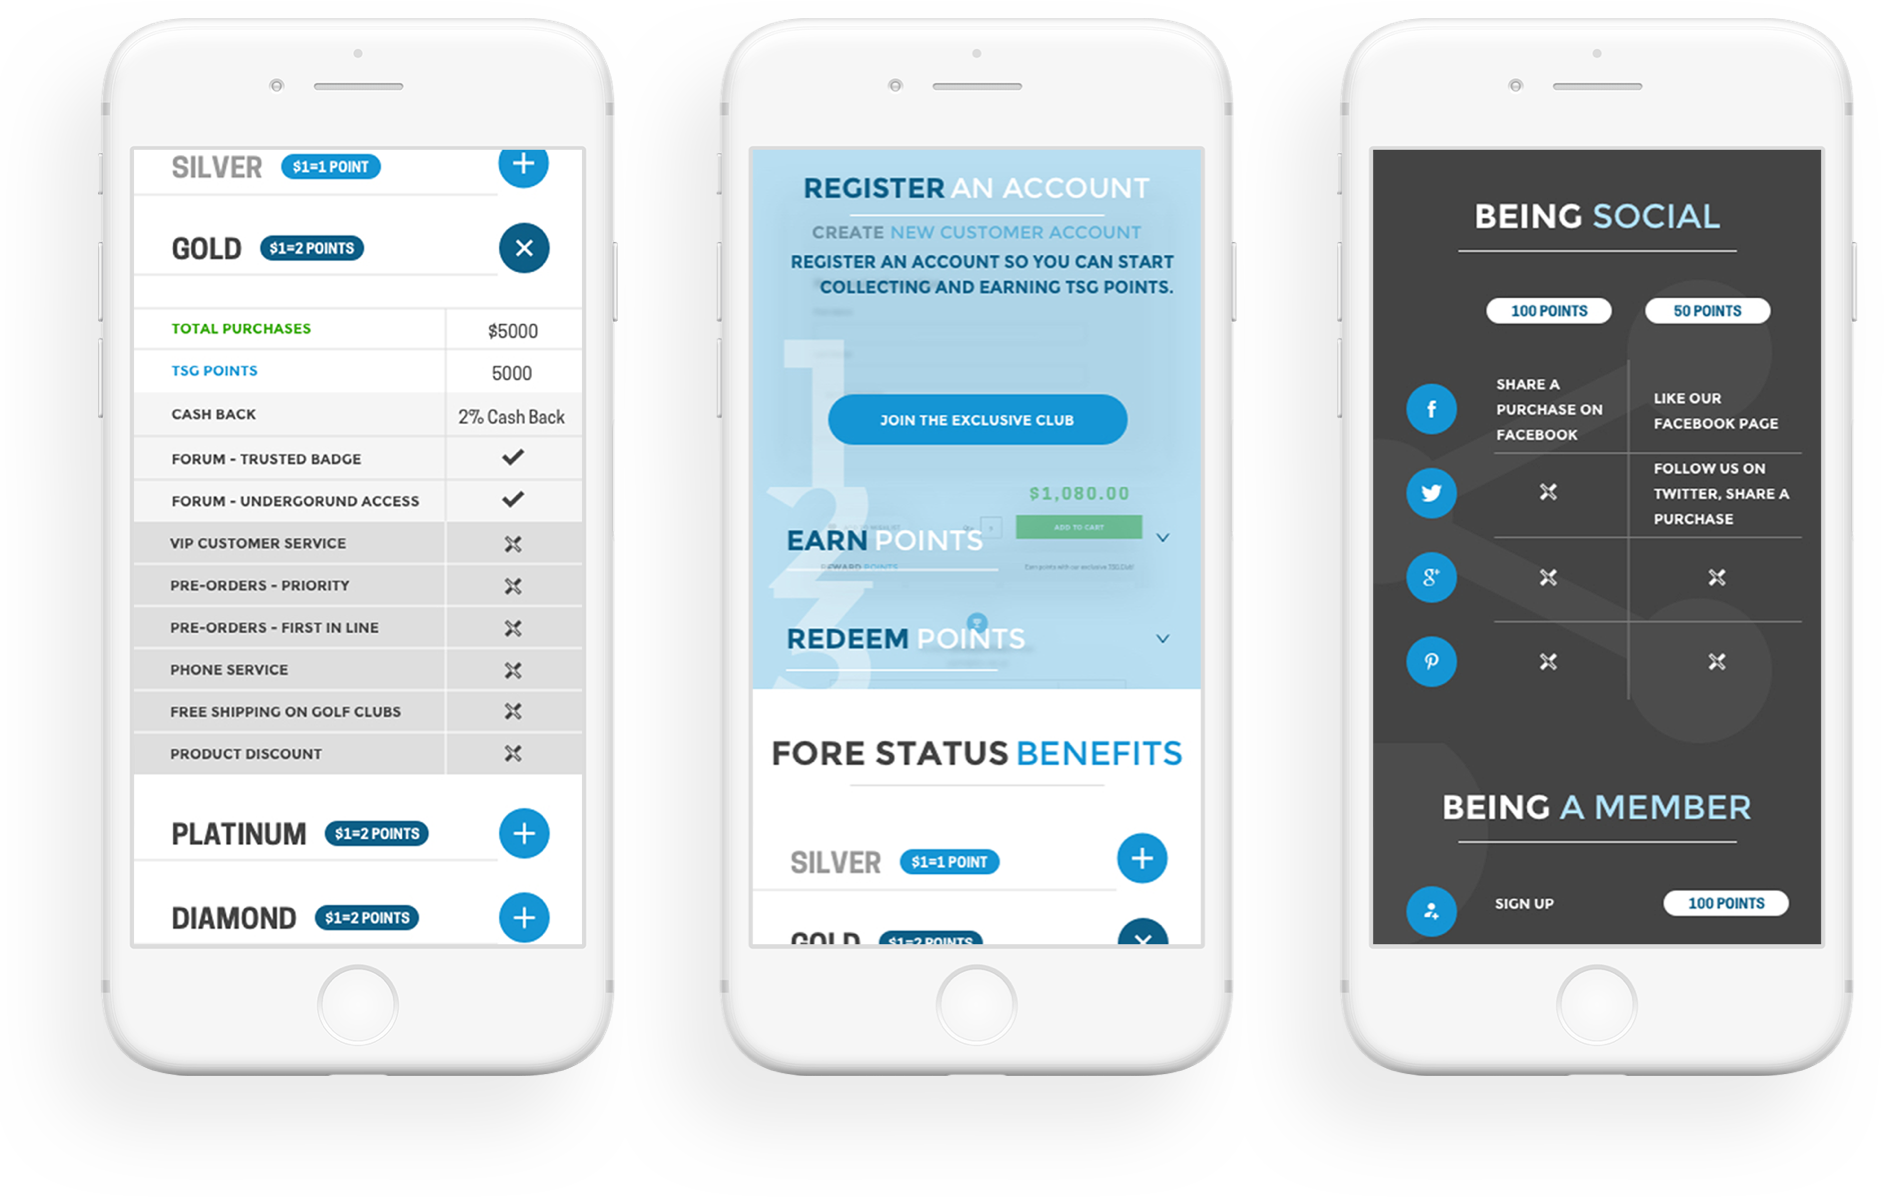 SILVER $1=1 POINT
GOLD $1=2 POINTS
TOTAL PURCHASES $5000
TSG POINTS 5000
CASH BACK 2% Cash Back
FORUM - TRUSTED BADGE
FORUM - UNDERGORUND ACCESS
VIP CUSTOMER SERVICE
PRE-ORDERS - PRIORITY
PRE-ORDERS - FIRST IN LINE
PHONE SERVICE
FREE SHIPPING ON GOLF CLUBS
PRODUCT DISCOUNT
PLATINUM $1=2 POINTS
DIAMOND $1=2 POINTS
REGISTER AN ACCOUNT
CREATE NEW CUSTOMER ACCOUNT
REGISTER AN ACCOUNT SO YOU CAN START
COLLECTING AND EARNING TSG POINTS.
1
JOIN THE EXCLUSIVE CLUB
2
$1,080.00
ADD TO CART
EARN POINTS
REWARD POINTS
3
REDEEM POINTS
FORE STATUS BENEFITS
SILVER $1=1 POINT
GOLD $1=2 POINTS
BEING SOCIAL
100 POINTS 50 POINTS
SHARE A
PURCHASE ON
FACEBOOK
LIKE OUR
FACEBOOK PAGE
FOLLOW US ON
TWITTER, SHARE A
PURCHASE
BEING A MEMBER
SIGN UP 100 POINTS